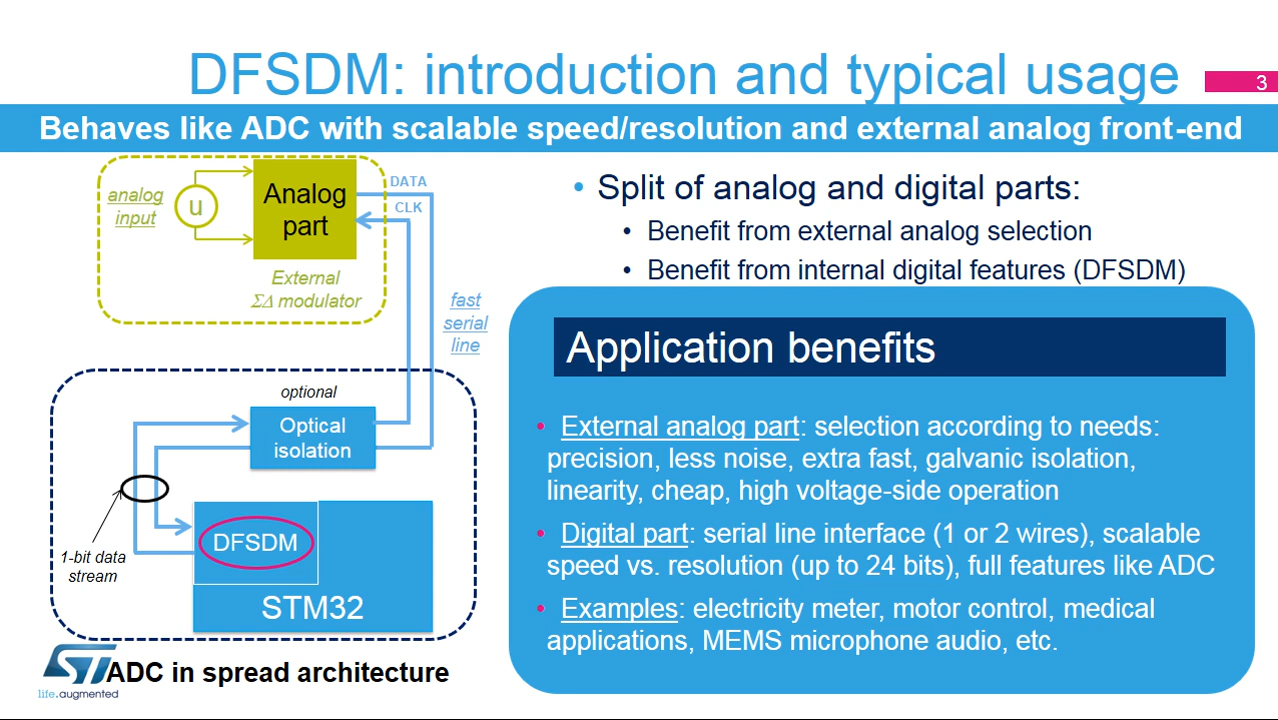 DFSDM: introduction and typical usage
3
Behaves like ADC with scalable speed/resolution and external analog front-end
analog
input
u
Analog
part
DATA
CLK
External
ΣΔ modulator
fast
serial
line
optional
Optical
isolation
1-bit data
stream
DFSDM
STM32
ST
life.augmented
ADC in spread architecture
• Split of analog and digital parts:
• Benefit from external analog selection
• Benefit from internal digital features (DFSDM)
Application benefits
• External analog part: selection according to needs:
precision, less noise, extra fast, galvanic isolation,
linearity, cheap, high voltage-side operation
• Digital part: serial line interface (1 or 2 wires), scalable
speed vs. resolution (up to 24 bits), full features like ADC
• Examples: electricity meter, motor control, medical
applications, MEMS microphone audio, etc.